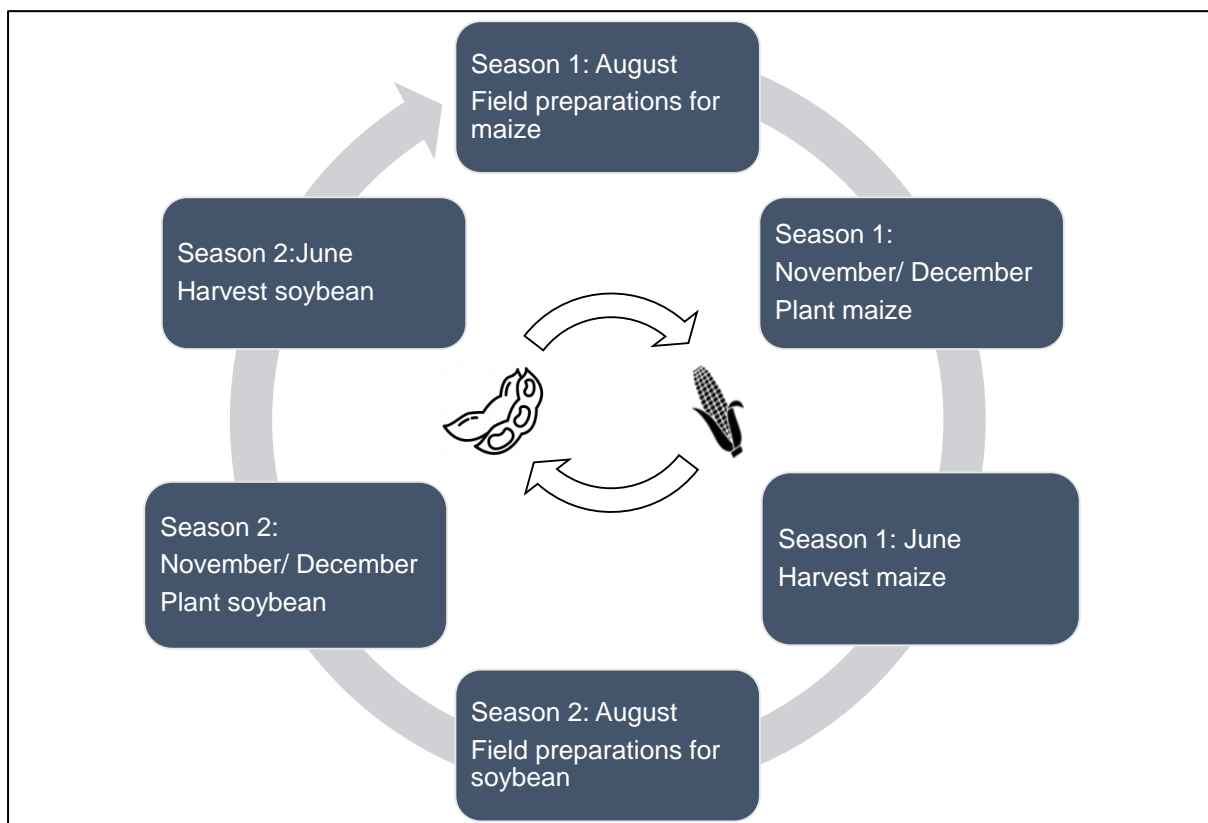 Season 1: August
Field preparations for
maize
Season 1:
November/ December
Plant maize
Season 1: June
Harvest maize
Season 2: August
Field preparations for
soybean
Season 2:
November/ December
Plant soybean
Season 2:June
Harvest soybean